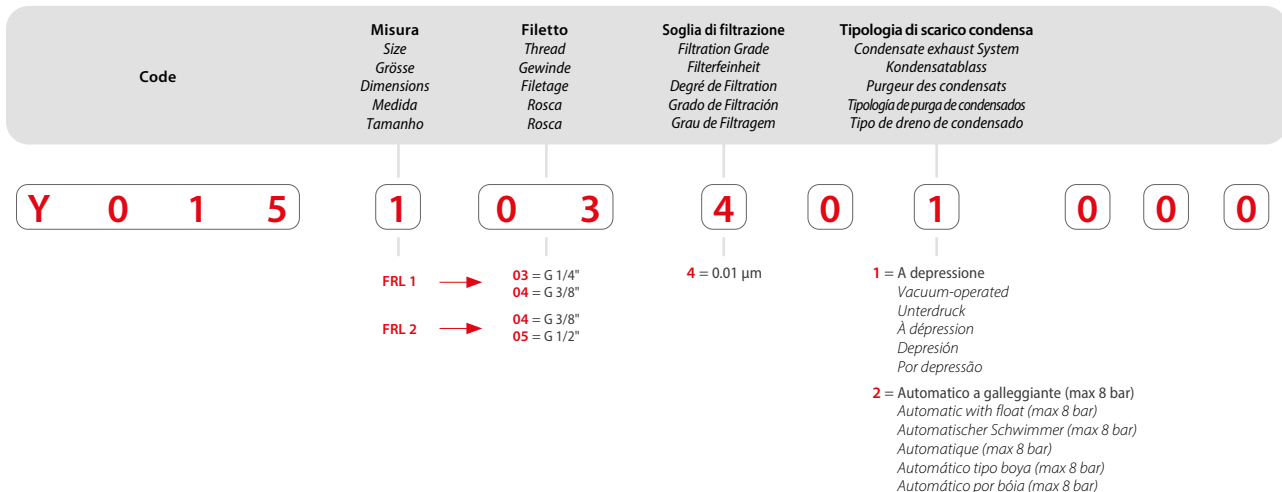 Code
Misura
Size
Grösse
Dimensions
Medida
Tamanho
Filetto
Thread
Gewinde
Filetage
Rosca
Rosca
Soglia di filtrazione
Filtration Grade
Filterfeinheit
Degré de Filtration
Grado de Filtración
Grau de Filtragem
Tipologia di scarico condensa
Condensate exhaust System
Kondensatablass
Purgeur des condensats
Tipología de purga de condensados
Tipo de dreno de condensado
Y 0 1 5 1 0 3 4 0 1 0 0 0
FRL 1
03 = G 1/4"
04 = G 3/8"
FRL 2
04 = G 3/8"
05 = G 1/2"
4 = 0.01 µm
1 = A depressione
Vacuum-operated
Unterdruck
À dépression
Depresión
Por depressão
2 = Automatico a galleggiante (max 8 bar)
Automatic with float (max 8 bar)
Automatischer Schwimmer (max 8 bar)
Automatique (max 8 bar)
Automático tipo boya (max 8 bar)
Automático por bóia (max 8 bar)